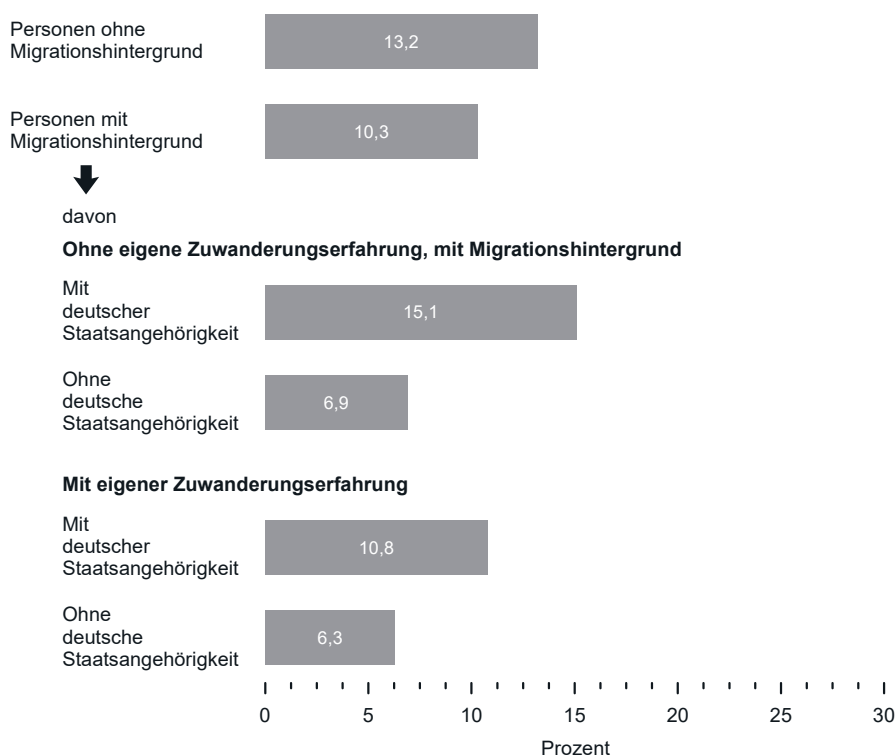 Personen ohne
Migrationshintergrund
13,2
Personen mit
Migrationshintergrund
10,3
davon
Ohne eigene Zuwanderungserfahrung, mit Migrationshintergrund
Mit
deutscher
Staatsangehörigkeit
15,1
Ohne
deutsche
Staatsangehörigkeit
6,9
Mit eigener Zuwanderungserfahrung
Mit
deutscher
Staatsangehörigkeit
10,8
Ohne
deutsche
Staatsangehörigkeit
6,3
0 5 10 15 20 25 30
Prozent